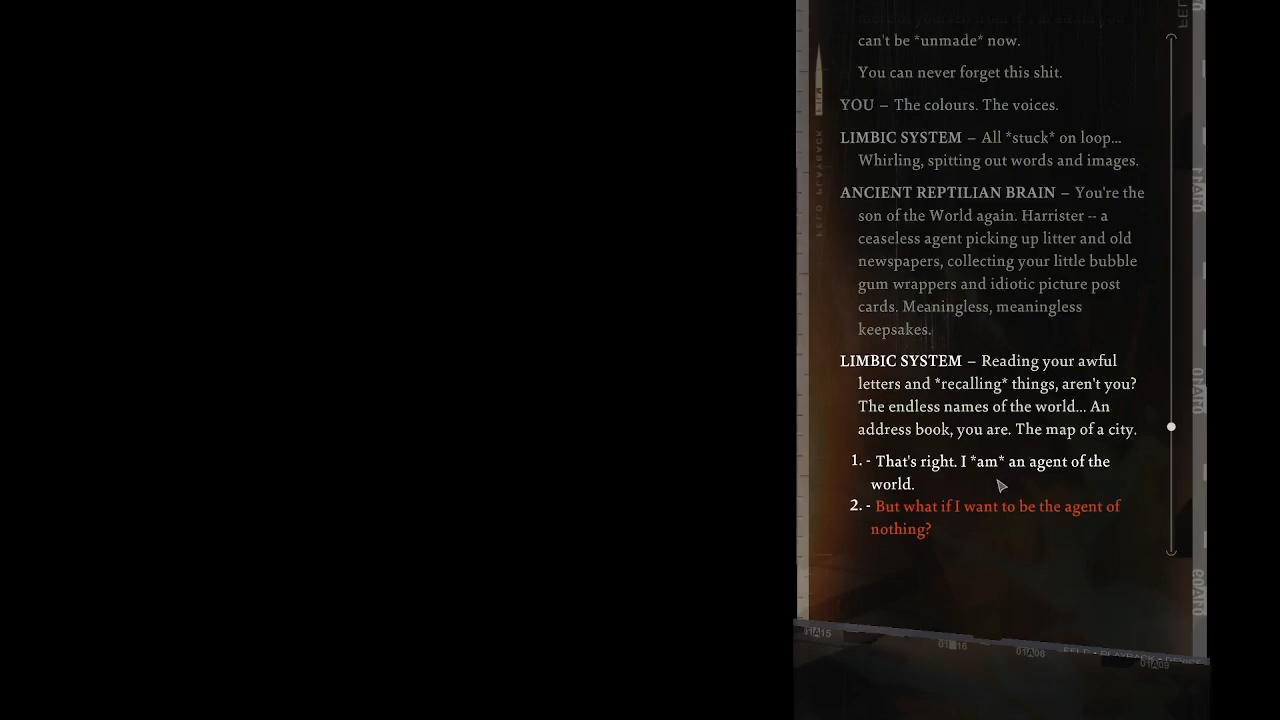 can't be *unmade* now.
You can never forget this shit.
YOU – The colours. The voices.
LIMBIC SYSTEM – All *stuck* on loop...
Whirling, spitting out words and images.
ANCIENT REPTILIAN BRAIN – You're the
son of the World again. Harrister -- a
ceaseless agent picking up litter and old
newspapers, collecting your little bubble
gum wrappers and idiotic picture post
cards. Meaningless, meaningless
keepsakes.
LIMBIC SYSTEM – Reading your awful
letters and *recalling* things, aren't you?
The endless names of the world... An
address book, you are. The map of a city.
1. - That's right. I *am* an agent of the
world.
2. - But what if I want to be the agent of
nothing?